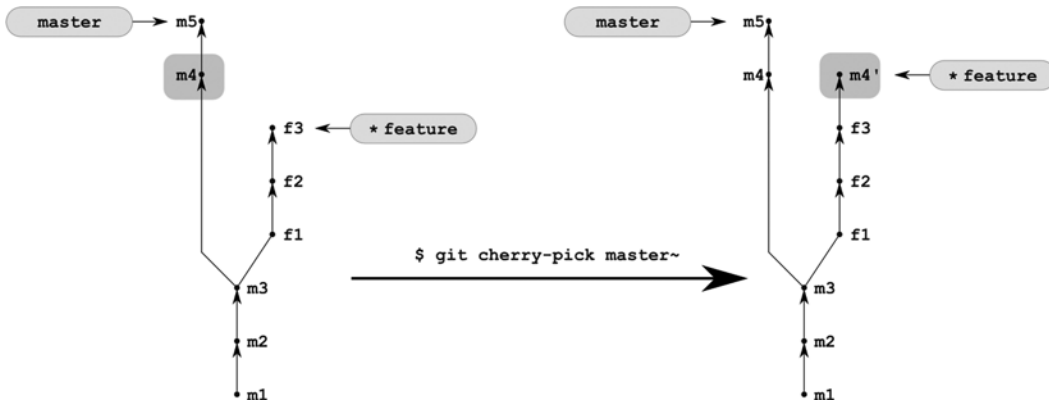 master
m5
m4
f3
* feature
f2
f1
m3
m2
m1
$ git cherry-pick master~
master
m5
m4
m4'
* feature
f3
f2
f1
m3
m2
m1